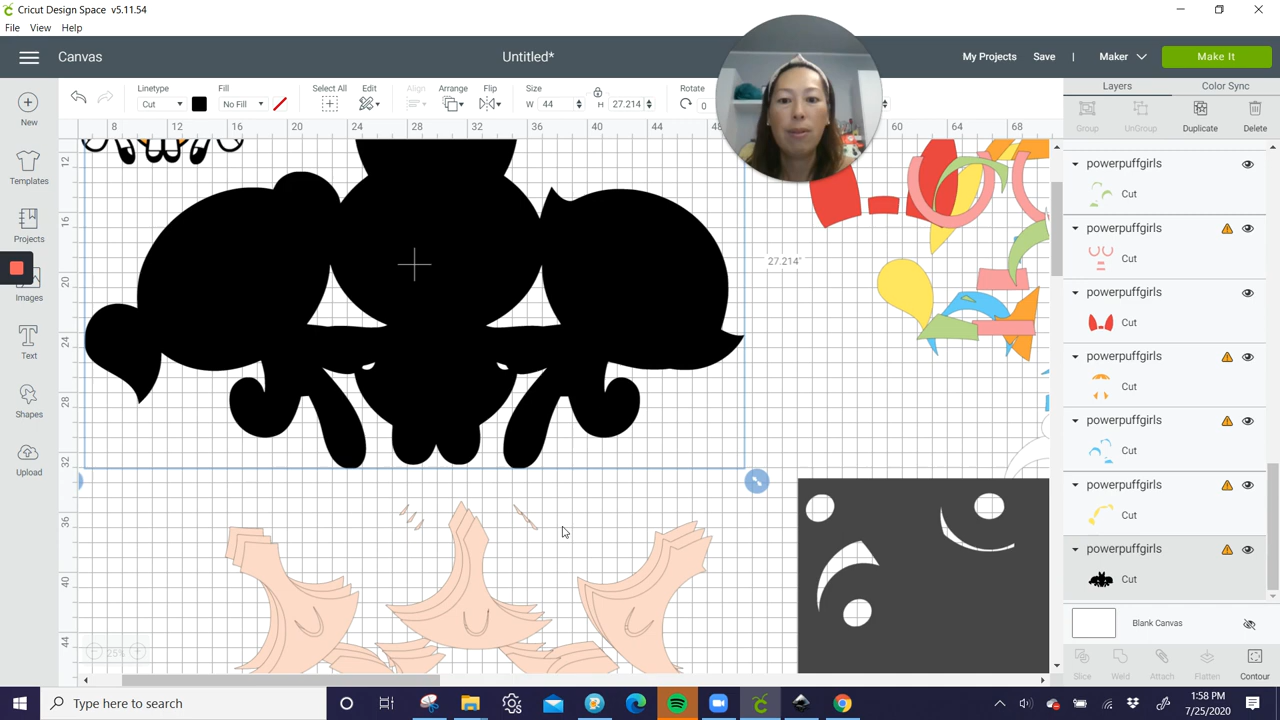 Cricut Design Space v5.11.54
File View Help
Canvas
Untitled*
My Projects Save | Maker Make It
Linetype
Cut
Fill
No Fill
Select All
Edit
Align
Arrange
Flip
Size
W 44 H 27.214
Rotate
0
Layers Color Sync
Group UnGroup Duplicate Delete
New
Templates
Projects
Images
Text
Shapes
Upload
8 12 16 20 24 28 32 36 40 44 48 60 64 68
12
16
20
24
28
32
36
40
44
27.214"
25%
powerpuffgirls
Cut
powerpuffgirls
Cut
powerpuffgirls
Cut
powerpuffgirls
Cut
powerpuffgirls
Cut
powerpuffgirls
Cut
powerpuffgirls
Cut
Blank Canvas
Slice Weld Attach Flatten Contour
Type here to search
1:58 PM
7/25/2020